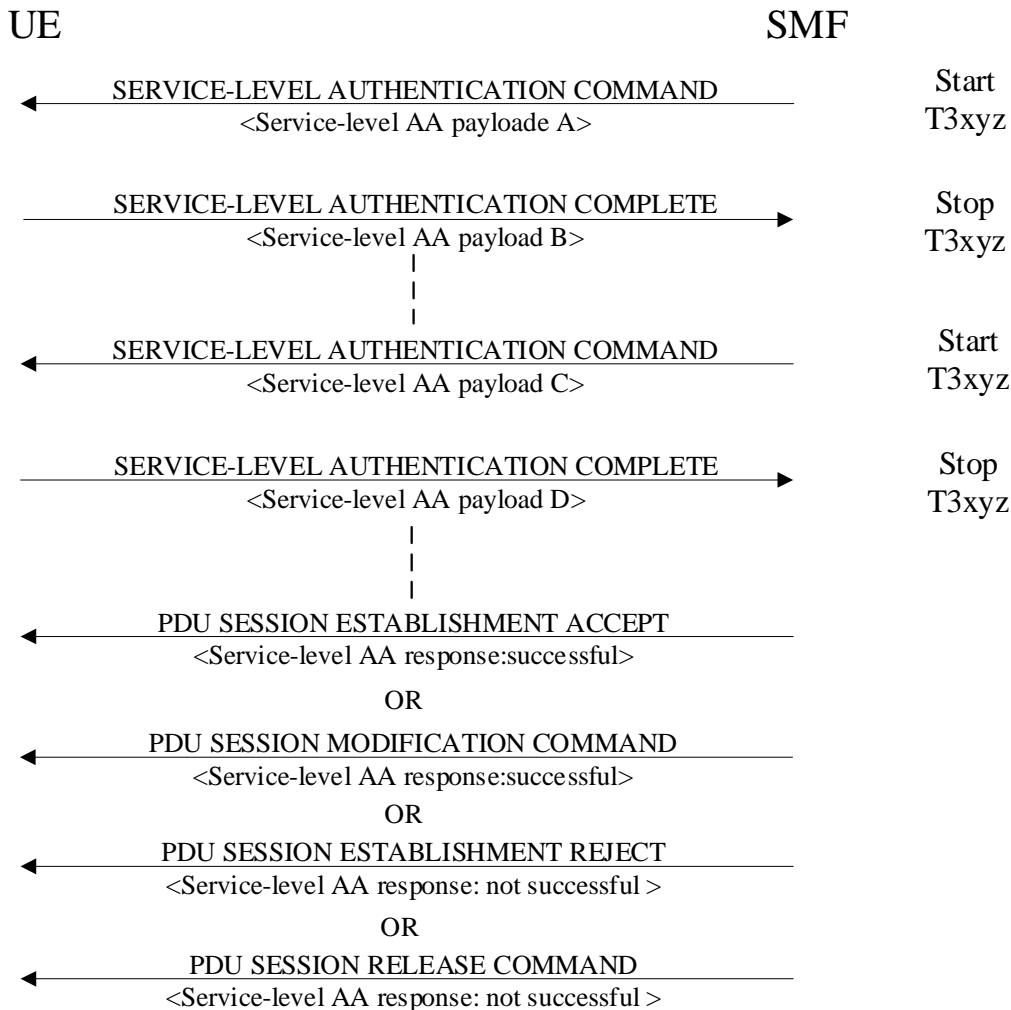 UE
SMF
SERVICE-LEVEL AUTHENTICATION COMMAND
<Service-level AA payloade A>
Start
T3xyz
SERVICE-LEVEL AUTHENTICATION COMPLETE
<Service-level AA payload B>
Stop
T3xyz
SERVICE-LEVEL AUTHENTICATION COMMAND
<Service-level AA payload C>
Start
T3xyz
SERVICE-LEVEL AUTHENTICATION COMPLETE
<Service-level AA payload D>
Stop
T3xyz
PDU SESSION ESTABLISHMENT ACCEPT
<Service-level AA response:successful>
OR
PDU SESSION MODIFICATION COMMAND
<Service-level AA response:successful>
OR
PDU SESSION ESTABLISHMENT REJECT
<Service-level AA response: not successful >
OR
PDU SESSION RELEASE COMMAND
<Service-level AA response: not successful >